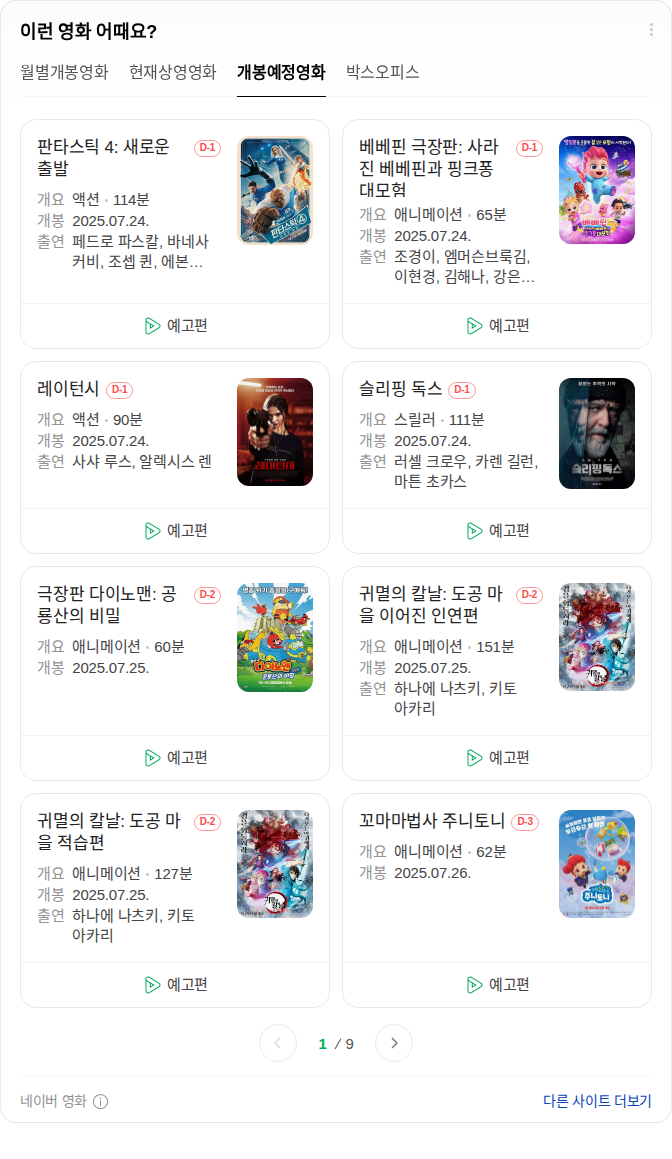 이런 영화 어때요?
월별개봉영화 현재상영영화 개봉예정영화 박스오피스
판타스틱 4: 새로운 D-1
출발
개요 액션 · 114분
개봉 2025.07.24.
출연 페드로 파스칼, 바네사
커비, 조셉 퀸, 에본…
예고편
베베핀 극장판: 사라 D-1
진 베베핀과 핑크퐁
대모험
개요 애니메이션 · 65분
개봉 2025.07.24.
출연 조경이, 엠머슨브룩김,
이현경, 김해나, 강은…
예고편
레이턴시 D-1
개요 액션 · 90분
개봉 2025.07.24.
출연 사샤 루스, 알렉시스 렌
예고편
슬리핑 독스 D-1
개요 스릴러 · 111분
개봉 2025.07.24.
출연 러셀 크로우, 카렌 길런,
마튼 초카스
슬리핑독스
예고편
극장판 다이노맨: 공 D-2
룡산의 비밀
개요 애니메이션 · 60분
개봉 2025.07.25.
예고편
귀멸의 칼날: 도공 마 D-2
을 이어진 인연편
개요 애니메이션 · 151분
개봉 2025.07.25.
출연 하나에 나츠키, 키토
아카리
예고편
귀멸의 칼날: 도공 마 D-2
을 적습편
개요 애니메이션 · 127분
개봉 2025.07.25.
출연 하나에 나츠키, 키토
아카리
예고편
꼬마마법사 주니토니 D-3
개요 애니메이션 · 62분
개봉 2025.07.26.
주니토니
예고편
1 / 9
네이버 영화
다른 사이트 더보기